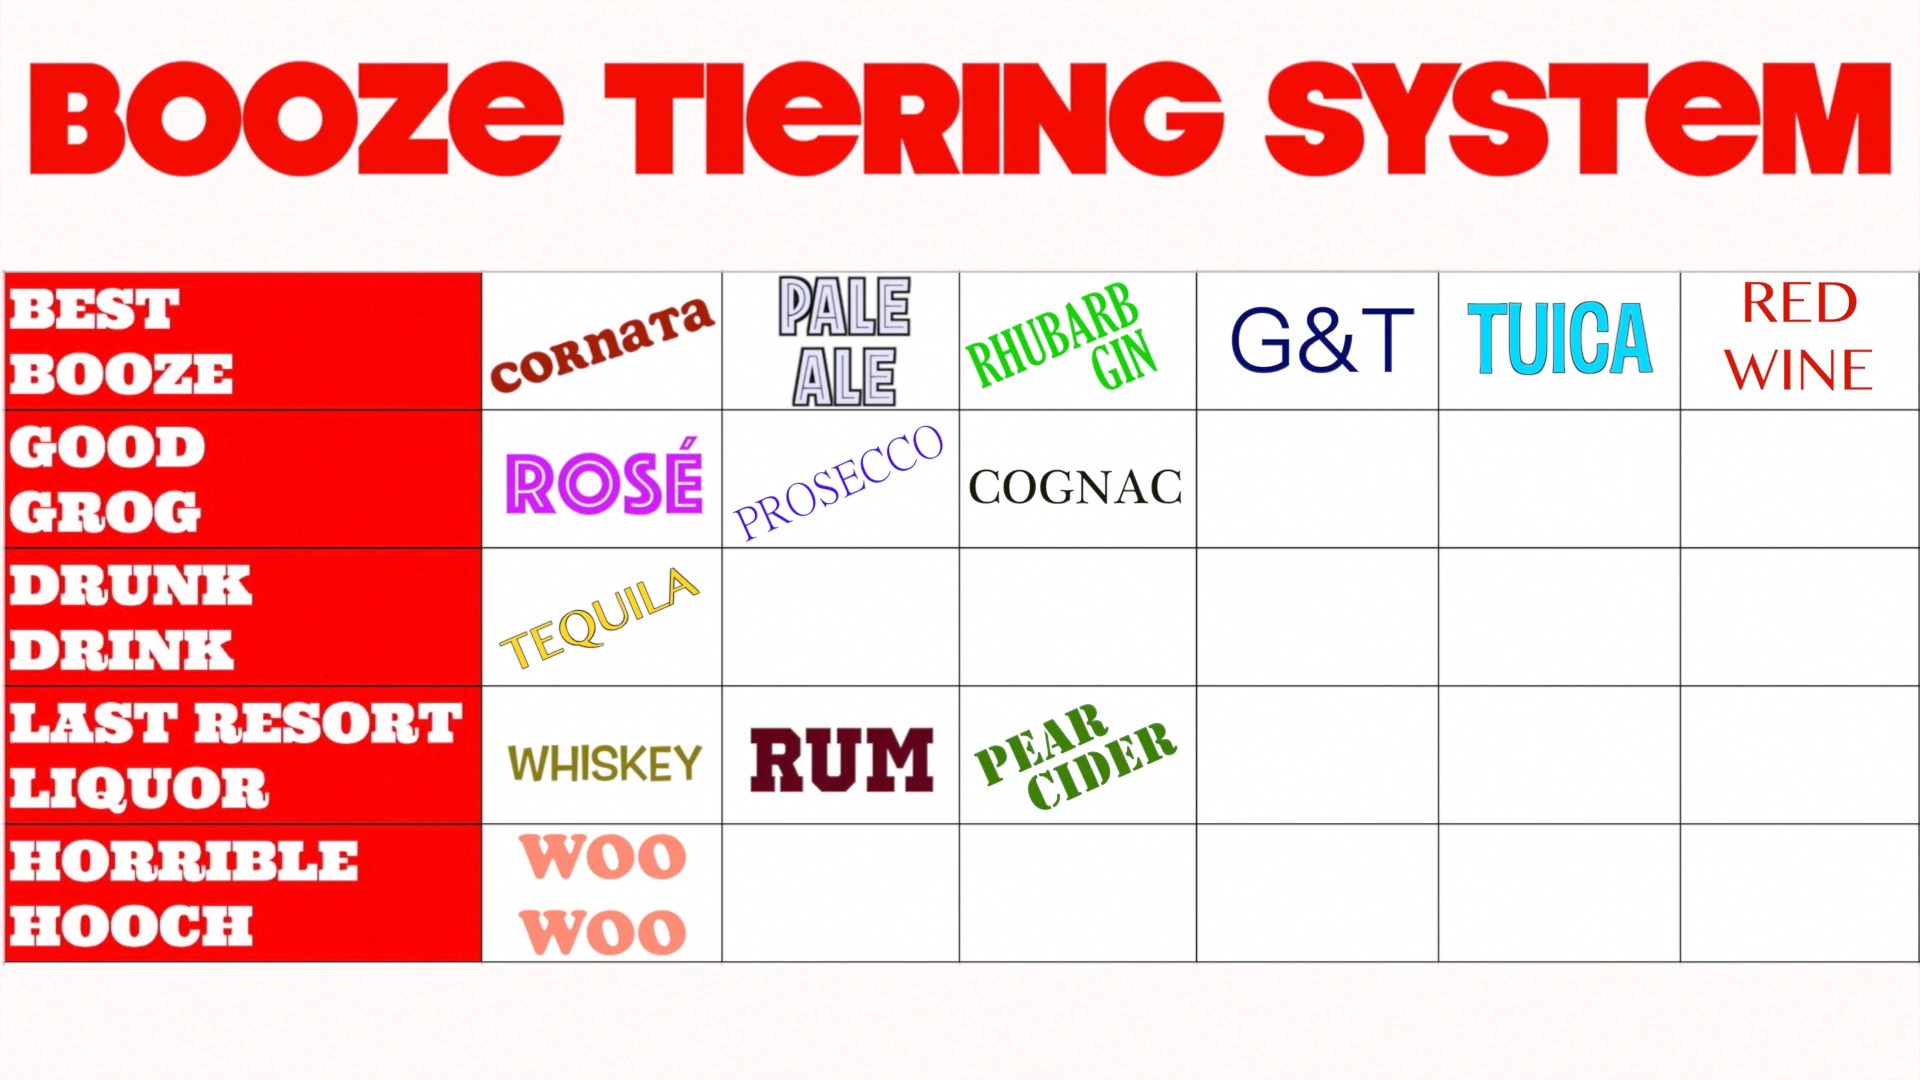 BOOZE TIERING SYSTEM
BEST
BOOZE
CORNATA
PALE
ALE
RHUBARB
GIN
G&T
TUICA
RED
WINE
GOOD
GROG
ROSÉ
PROSECCO
COGNAC
DRUNK
DRINK
TEQUILA
LAST RESORT
LIQUOR
WHISKEY
RUM
PEAR
CIDER
HORRIBLE
HOOCH
WOO
WOO